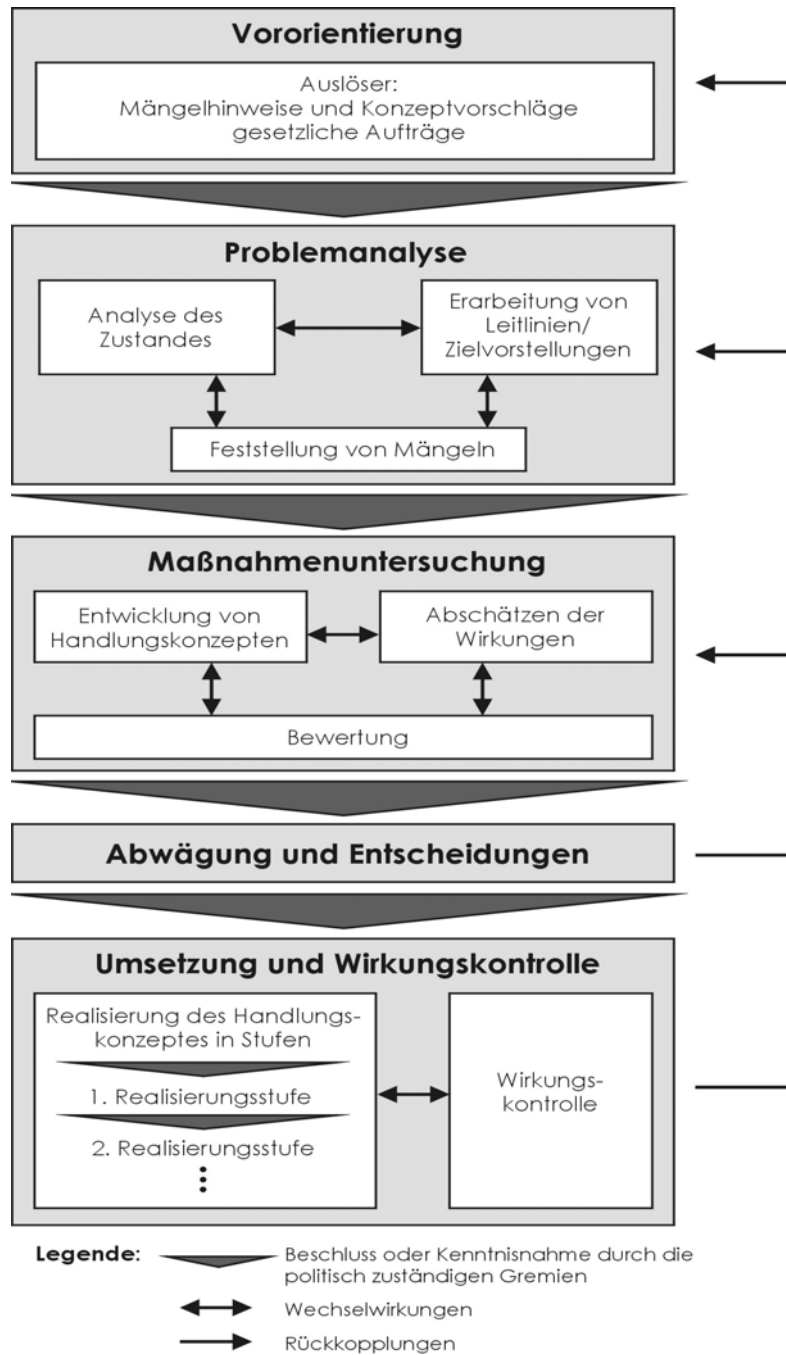 Vororientierung
Auslöser:
Mängelhinweise und Konzeptvorschläge
gesetzliche Aufträge
Problemanalyse
Analyse des
Zustandes
Erarbeitung von
Leitlinien/
Zielvorstellungen
Feststellung von Mängeln
Maßnahmenuntersuchung
Entwicklung von
Handlungskonzepten
Abschätzen der
Wirkungen
Bewertung
Abwägung und Entscheidungen
Umsetzung und Wirkungskontrolle
Realisierung des Handlungs-
konzeptes in Stufen
1. Realisierungsstufe
2. Realisierungsstufe
Wirkungs-
kontrolle
Legende:
Beschluss oder Kenntnisnahme durch die
politisch zuständigen Gremien
Wechselwirkungen
Rückkopplungen